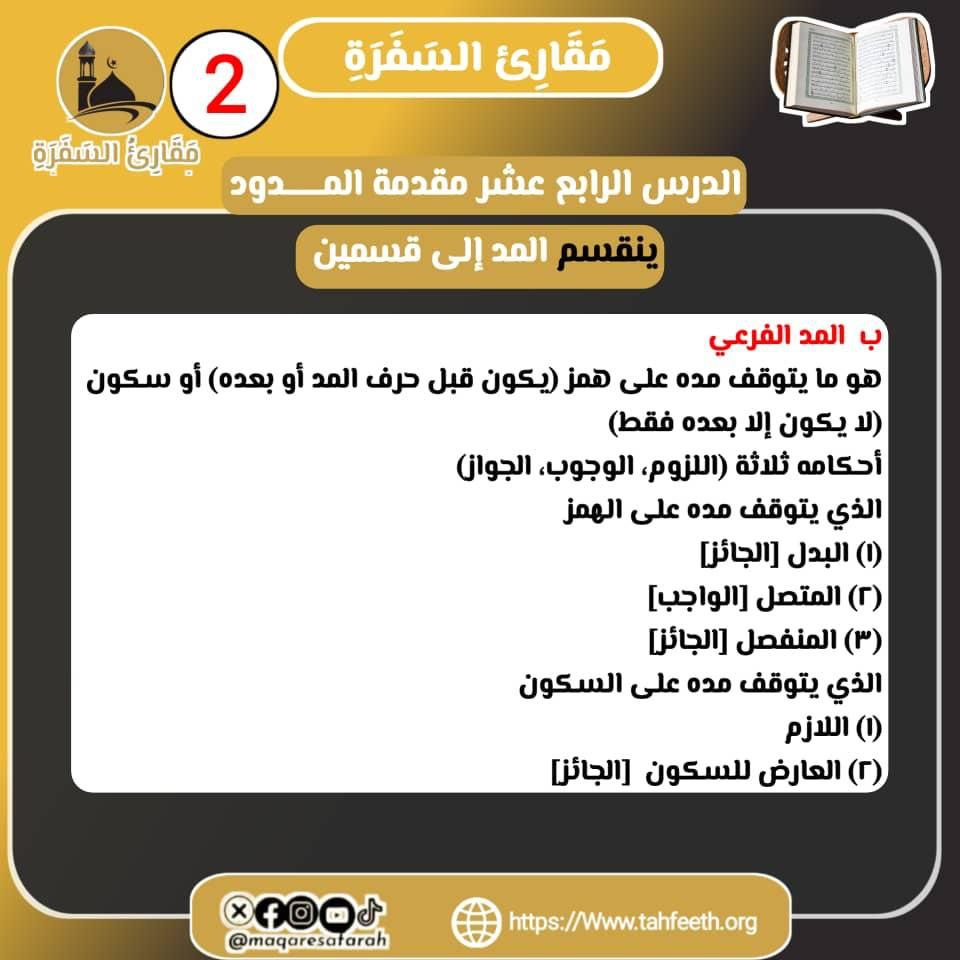 مَقَارِئ السَفَرَةِ
2
مَقَارِئُ السَّفَرَةِ
الدرس الرابع عشر مقدمة المـــدود
ينقسم المد إلى قسمين
ب المد الفرعي
هو ما يتوقف مده على همز (يكون قبل حرف المد أو بعده) أو سكون
(لا يكون إلا بعده فقط)
أحكامه ثلاثة (اللزوم، الوجوب، الجواز)
الذي يتوقف مده على الهمز
(١) البدل [الجائز]
(٢) المتصل [الواجب]
(٣) المنفصل [الجائز]
الذي يتوقف مده على السكون
(١) اللازم
(٢) العارض للسكون [الجائز]
@maqaresafarah
https://Www.tahfeeth.org